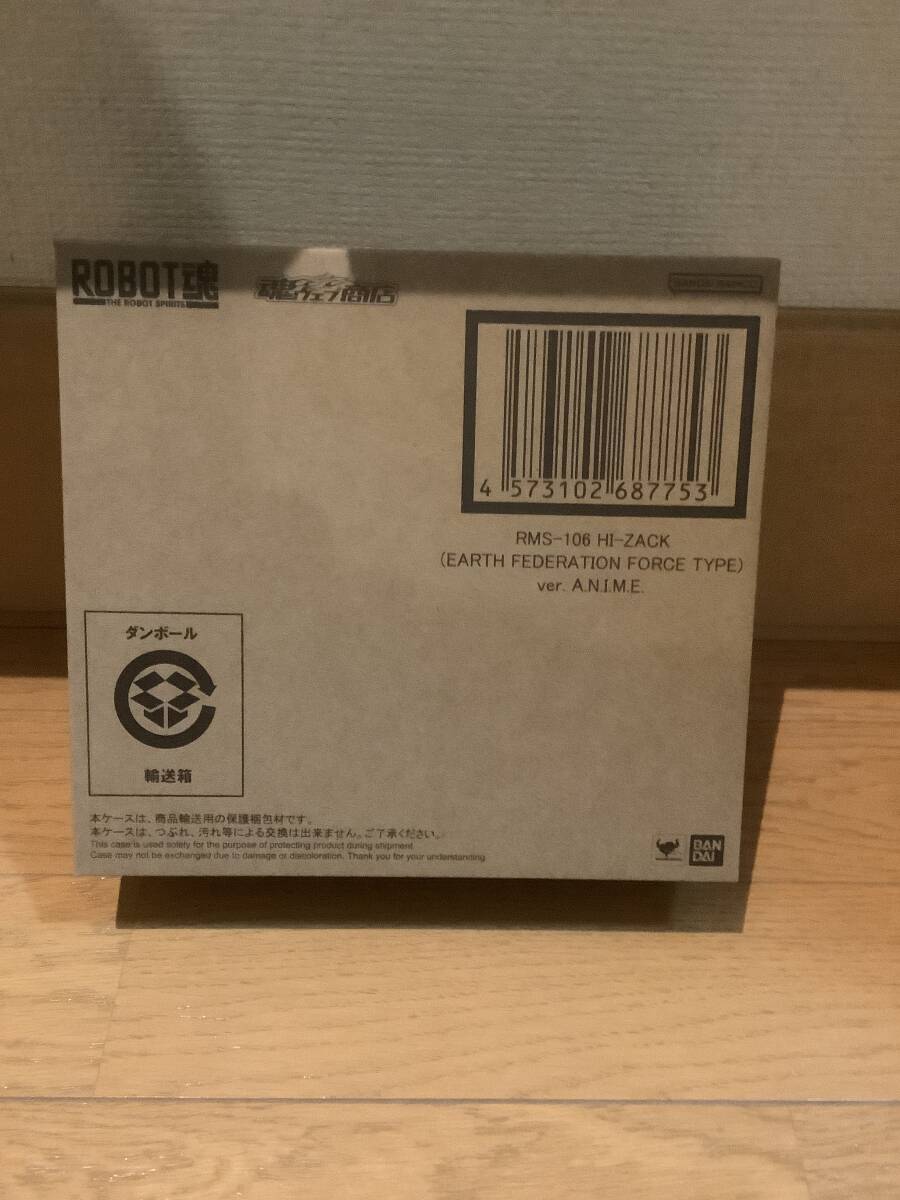 ROBOT魂
THE ROBOT SPIRITS
魂ウェブ商店
BANDAI NAMCO
4 573102 687753
RMS-106 HI-ZACK
(EARTH FEDERATION FORCE TYPE)
ver. A.N.I.M.E.
ダンボール
輸送箱
本ケースは、商品輸送用の保護梱包材です。
本ケースは、つぶれ、汚れ等による交換は出来ません。ご了承ください。
This case is used solely for the purpose of protecting product during shipment.
Case may not be exchanged due to damage or discoloration. Thank you for your understanding.
BAN
DAI